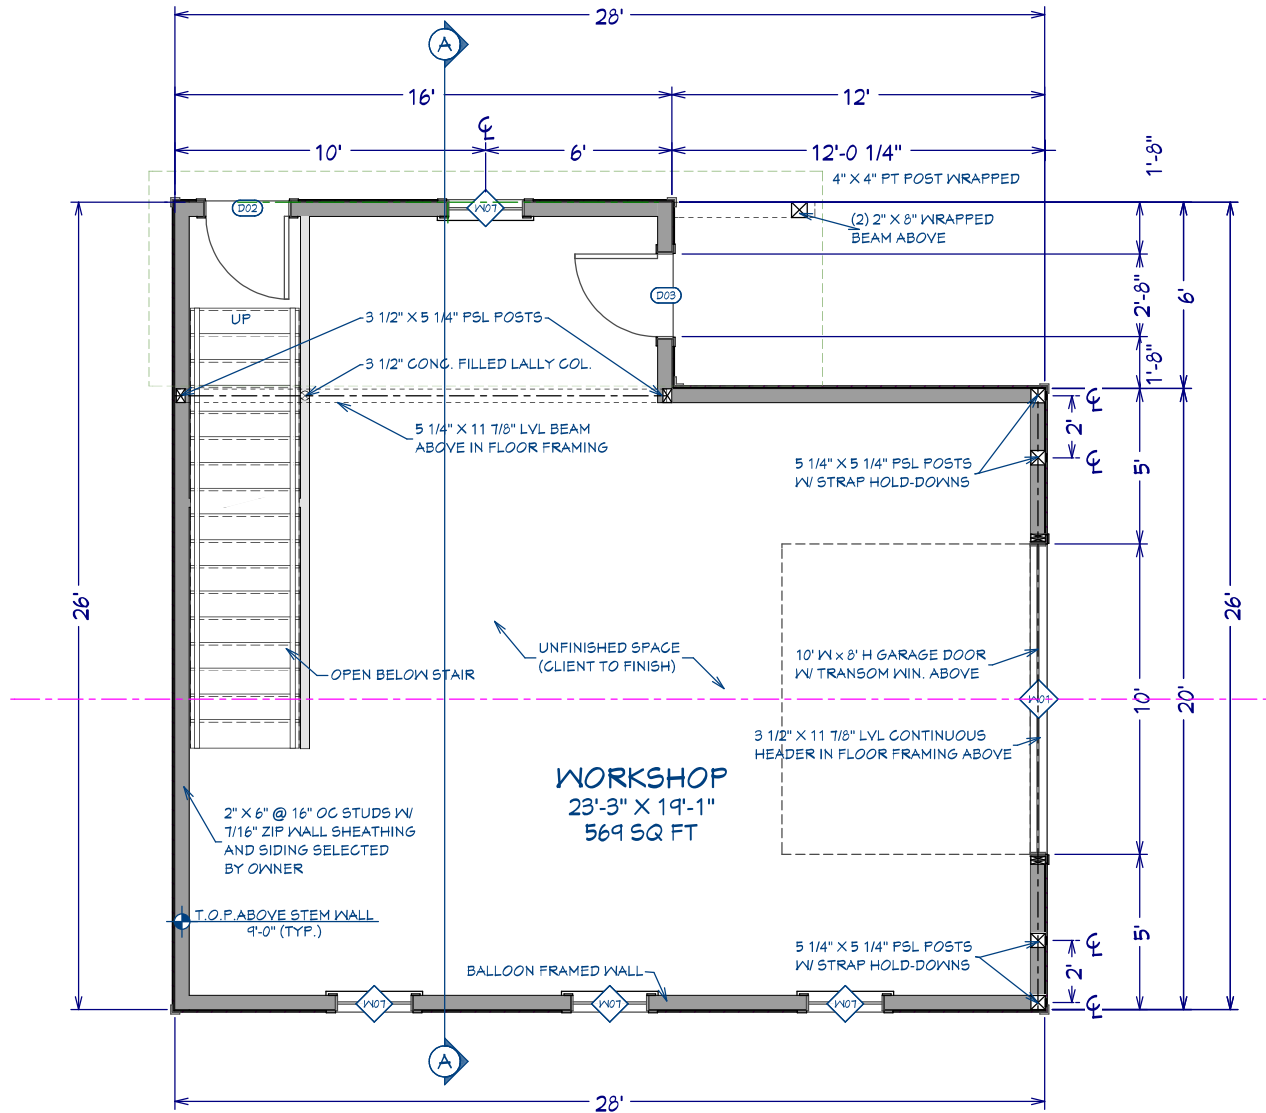 28'
A
16'
12'
℄
10'
6'
12'-0 1/4"
1'-8"
4" X 4" PT POST WRAPPED
D02
W01
(2) 2" X 8" WRAPPED
BEAM ABOVE
D03
2'-8"
6'
UP
3 1/2" X 5 1/4" PSL POSTS
1'-8"
3 1/2" CONC. FILLED LALLY COL.
℄
5 1/4" X 11 7/8" LVL BEAM
ABOVE IN FLOOR FRAMING
2'
℄
5 1/4" X 5 1/4" PSL POSTS
W/ STRAP HOLD-DOWNS
5'
26'
26'
UNFINISHED SPACE
(CLIENT TO FINISH)
10' W x 8' H GARAGE DOOR
W/ TRANSOM WIN. ABOVE
OPEN BELOW STAIR
W01
10'
20'
3 1/2" X 11 7/8" LVL CONTINUOUS
HEADER IN FLOOR FRAMING ABOVE
WORKSHOP
23'-3" X 19'-1"
569 SQ FT
2" X 6" @ 16" OC STUDS W/
7/16" ZIP WALL SHEATHING
AND SIDING SELECTED
BY OWNER
T.O.P. ABOVE STEM WALL
9'-0" (TYP.)
5 1/4" X 5 1/4" PSL POSTS
W/ STRAP HOLD-DOWNS
℄
5'
2'
BALLOON FRAMED WALL
W01
W01
W01
℄
A
28'